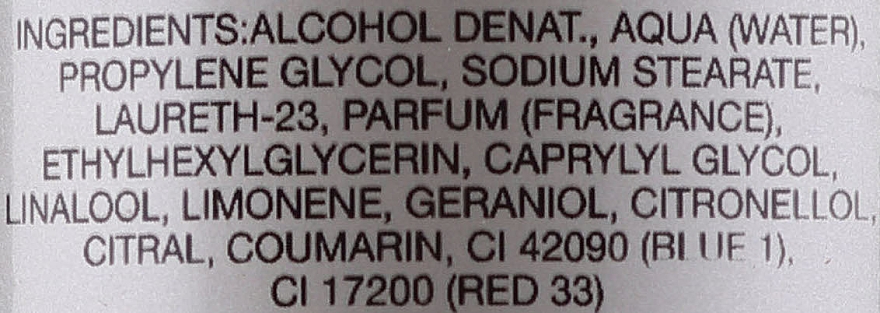 INGREDIENTS:ALCOHOL DENAT., AQUA (WATER),
PROPYLENE GLYCOL, SODIUM STEARATE,
LAURETH-23, PARFUM (FRAGRANCE),
ETHYLHEXYLGLYCERIN, CAPRYLYL GLYCOL,
LINALOOL, LIMONENE, GERANIOL, CITRONELLOL,
CITRAL, COUMARIN, CI 42090 (BLUE 1),
CI 17200 (RED 33)